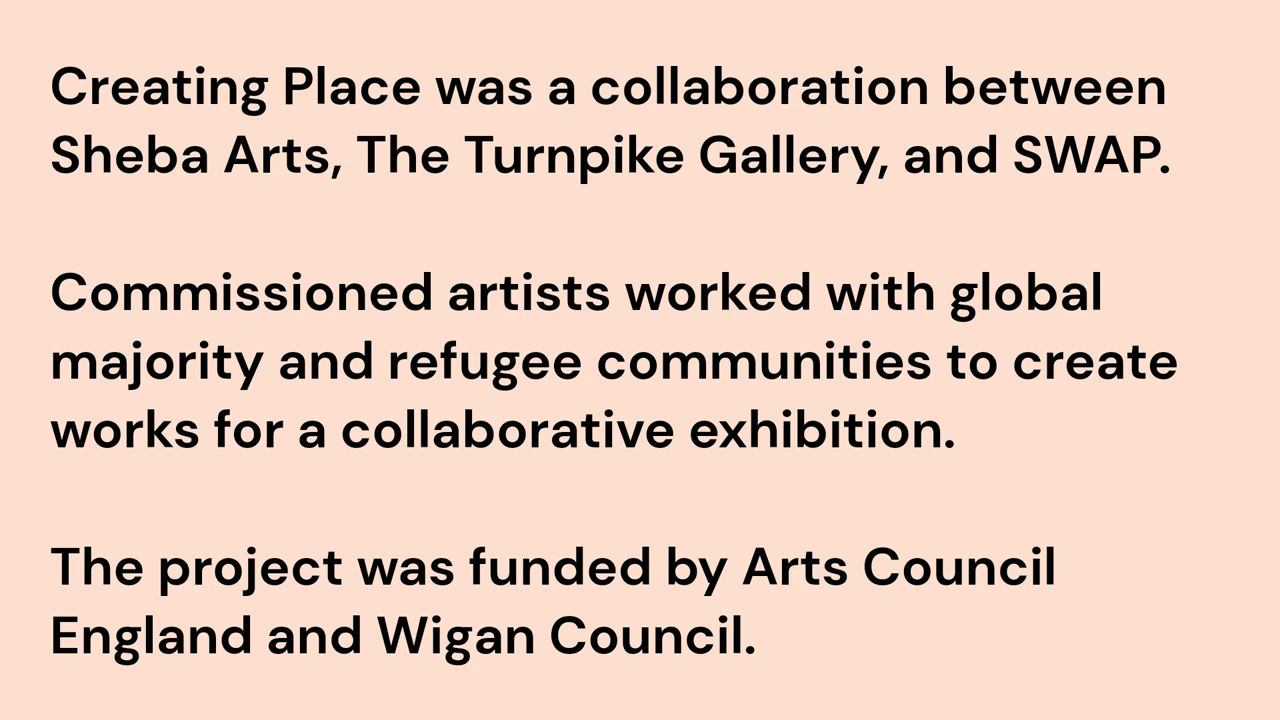 Creating Place was a collaboration between
Sheba Arts, The Turnpike Gallery, and SWAP.
Commissioned artists worked with global
majority and refugee communities to create
works for a collaborative exhibition.
The project was funded by Arts Council
England and Wigan Council.